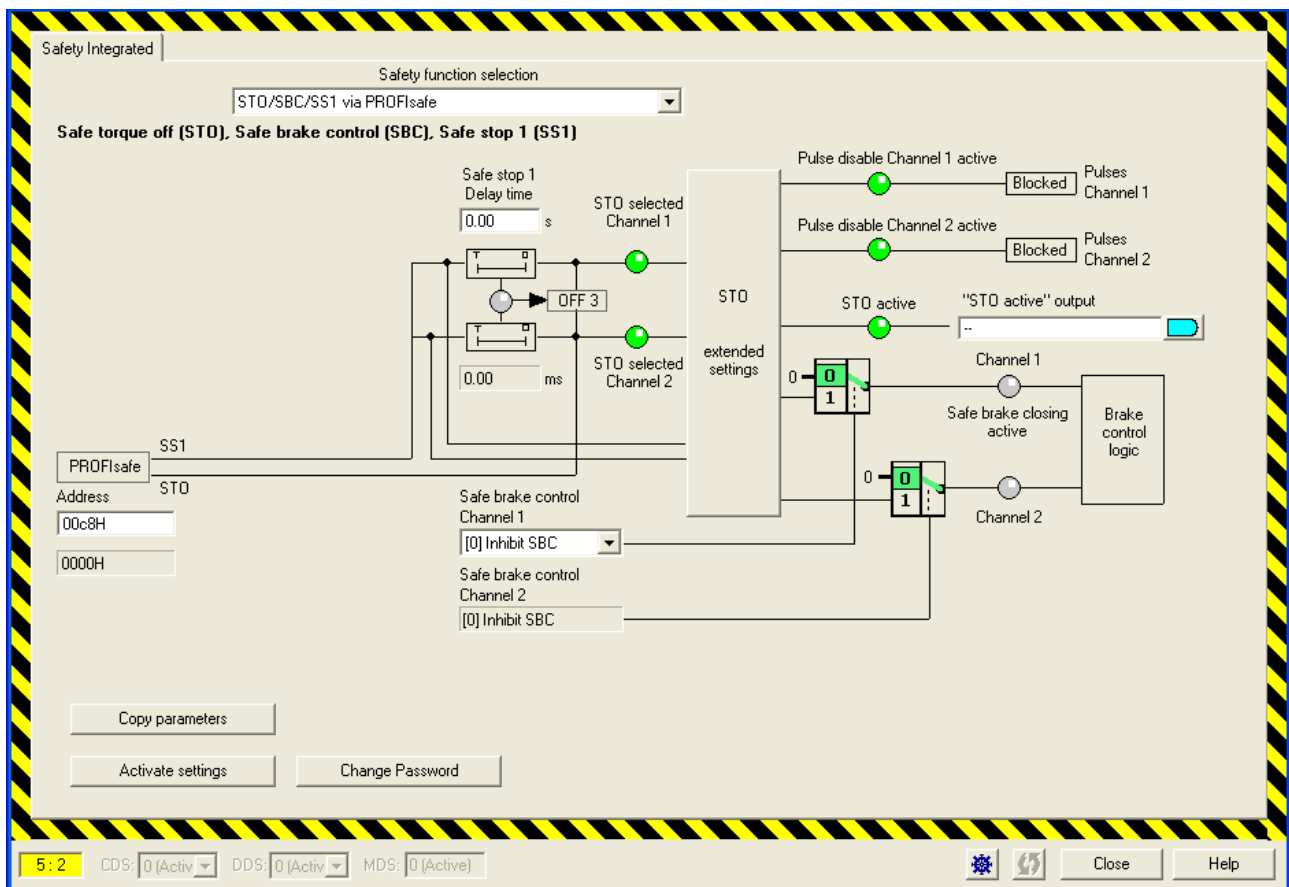 Safety Integrated
Safety function selection
STO/SBC/SS1 via PROFIsafe
Safe torque off (STO), Safe brake control (SBC), Safe stop 1 (SS1)
Safe stop 1
Delay time
0.00 s
STO selected
Channel 1
T 0
OFF 3
T 0
STO selected
Channel 2
0.00 ms
STO
extended
settings
Pulse disable Channel 1 active
Blocked
Pulses
Channel 1
Pulse disable Channel 2 active
Blocked
Pulses
Channel 2
STO active
"STO active" output
--
0
0
1
Channel 1
Safe brake closing
active
Brake
control
logic
0
0
1
Channel 2
SS1
PROFIsafe
STO
Address
00c8H
0000H
Safe brake control
Channel 1
[0] Inhibit SBC
Safe brake control
Channel 2
[0] Inhibit SBC
Copy parameters
Activate settings
Change Password
5 : 2
CDS: 0 (Activ
DDS: 0 (Activ
MDS: 0 (Active)
Close
Help